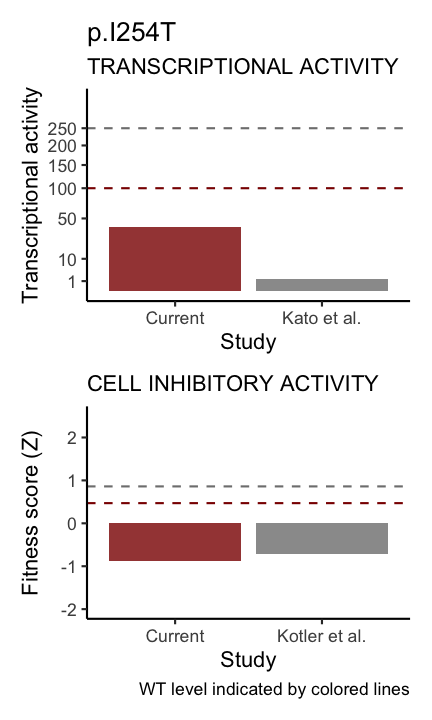 p.I254T
TRANSCRIPTIONAL ACTIVITY
Transcriptional activity
250
200
150
100
50
10
1
Current
Kato et al.
Study
CELL INHIBITORY ACTIVITY
Fitness score (Z)
2
1
0
-1
-2
Current
Kotler et al.
Study
WT level indicated by colored lines